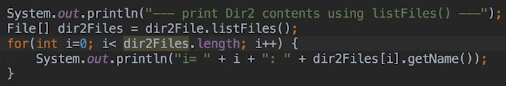 System.out.println("——— print Dir2 contents using listFiles() ———");
File[] dir2Files = dir2File.listFiles();
for(int i=0; i< dir2Files.length; i++) {
    System.out.println("i= " + i + ": " + dir2Files[i].getName());
}